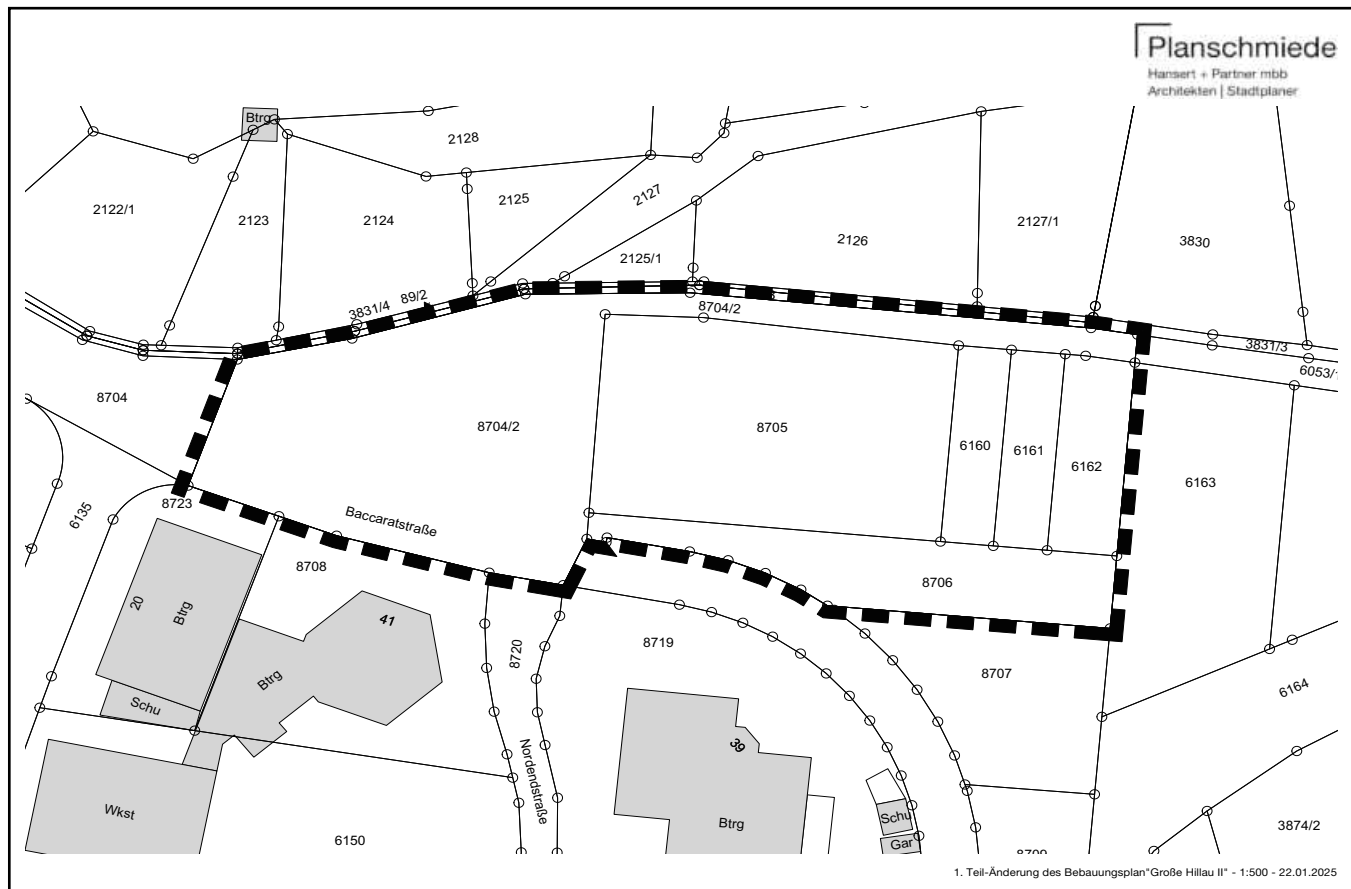 Planschmiede
Hansert + Partner mbb
Architekten | Stadtplaner
Btrg
2128
2122/1
2123
2124
2125
2127
2125/1
2126
2127/1
3830
3831/4
89/2
8704/2
3831/3
6053/1
8704
8704/2
8705
6160
6161
6162
6163
6135
8723
Baccaratstraße
8708
8706
20
Btrg
41
Btrg
Schu
8720
8719
8707
6164
Nordendstraße
39
Btrg
Wkst
6150
Schu
Gar
8709
3874/2
1. Teil-Änderung des Bebauungsplan"Große Hillau II" - 1:500 - 22.01.2025